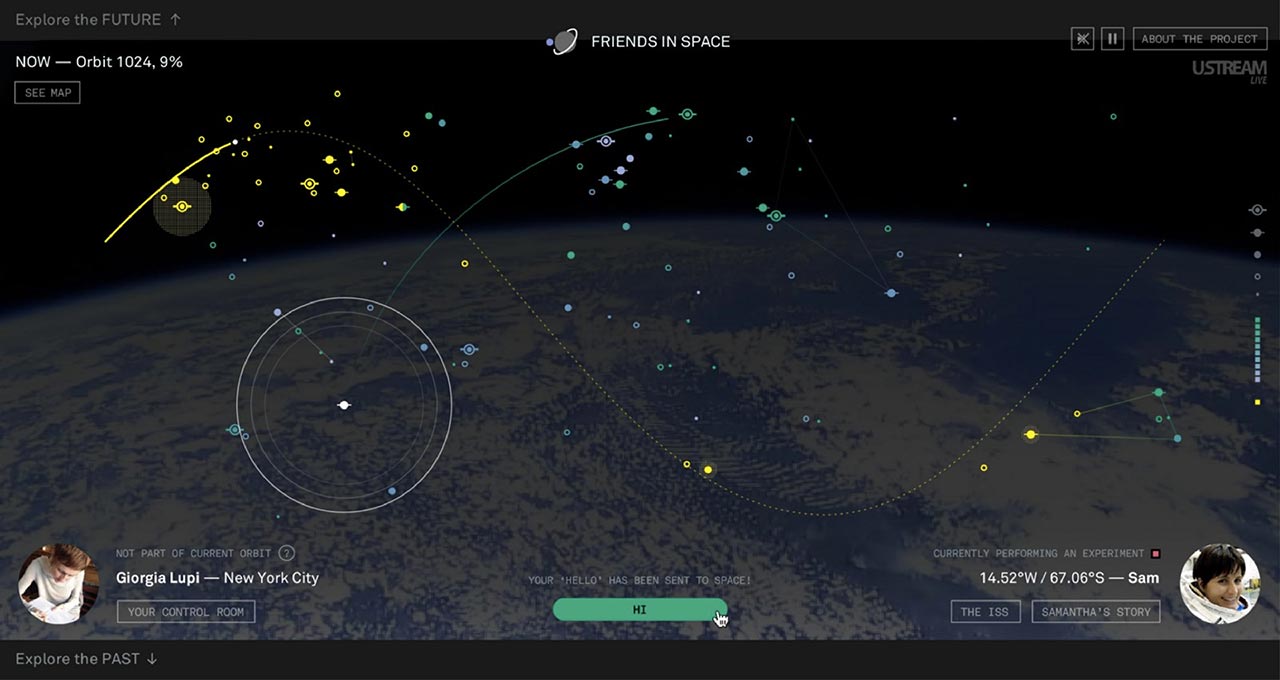 Explore the FUTURE ↑
FRIENDS IN SPACE
ABOUT THE PROJECT
NOW — Orbit 1024, 9%
USTREAM
LIVE
SEE MAP
NOT PART OF CURRENT ORBIT ?
Giorgia Lupi — New York City
YOUR CONTROL ROOM
YOUR 'HELLO' HAS BEEN SENT TO SPACE!
HI
CURRENTLY PERFORMING AN EXPERIMENT
14.52°W / 67.06°S — Sam
THE ISS
SAMANTHA'S STORY
Explore the PAST ↓